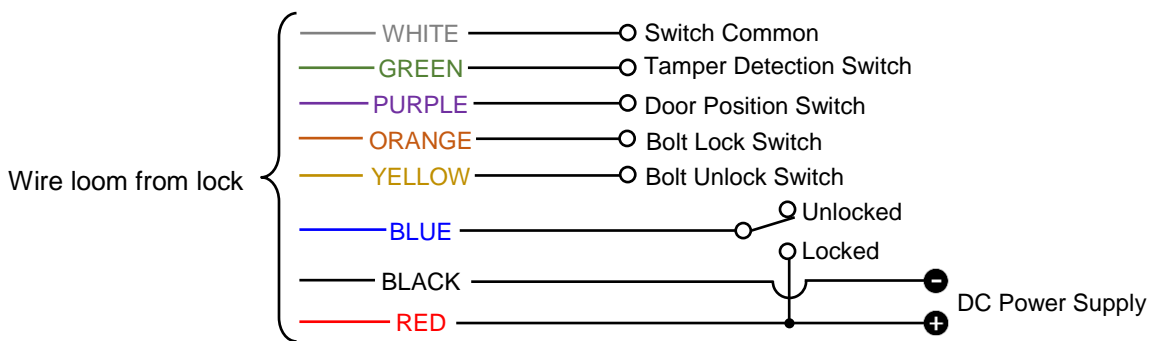 WHITE Switch Common
GREEN Tamper Detection Switch
PURPLE Door Position Switch
ORANGE Bolt Lock Switch
YELLOW Bolt Unlock Switch
Wire loom from lock
Unlocked
BLUE
Locked
BLACK -
DC Power Supply
RED +